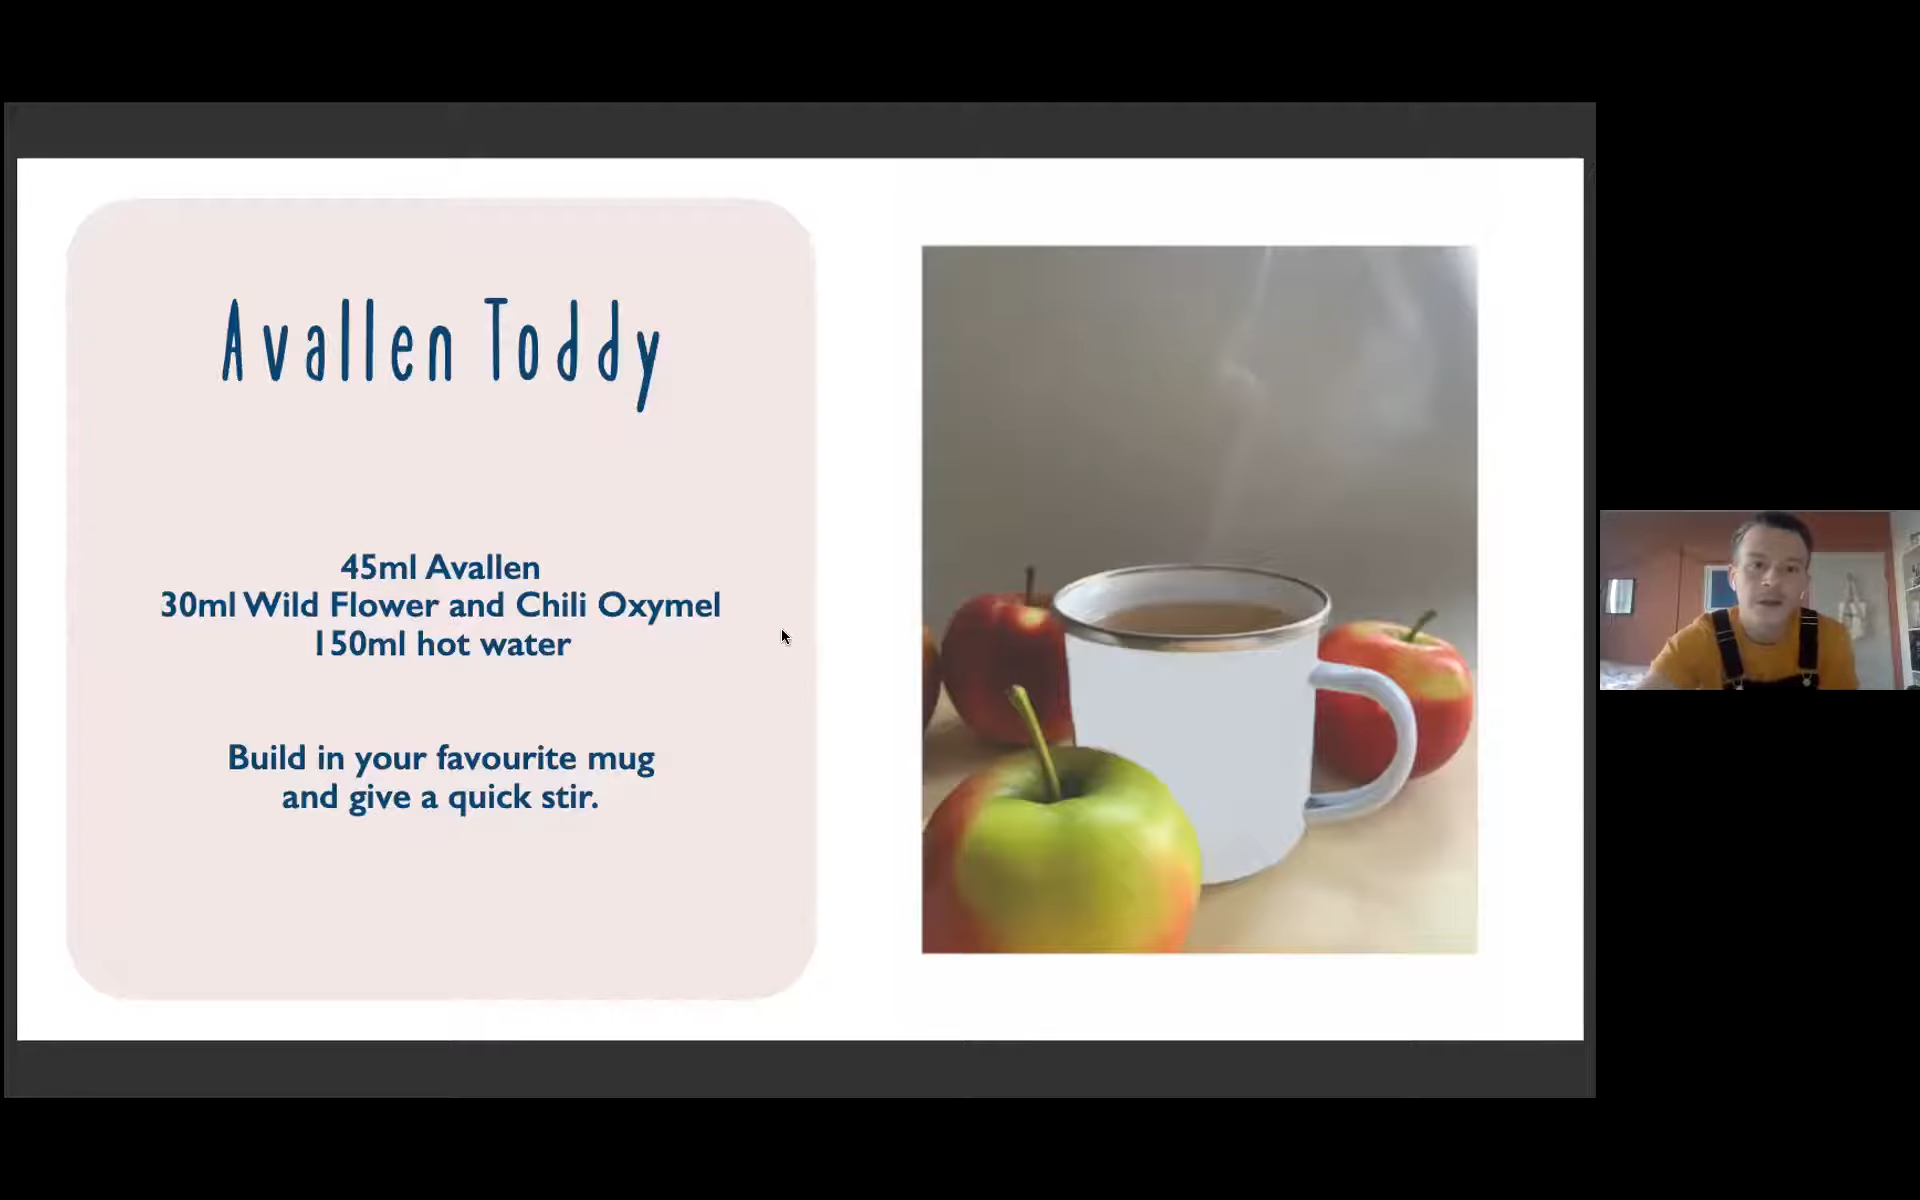 Avallen Toddy
45ml Avallen
30ml Wild Flower and Chili Oxymel
150ml hot water
Build in your favourite mug
and give a quick stir.